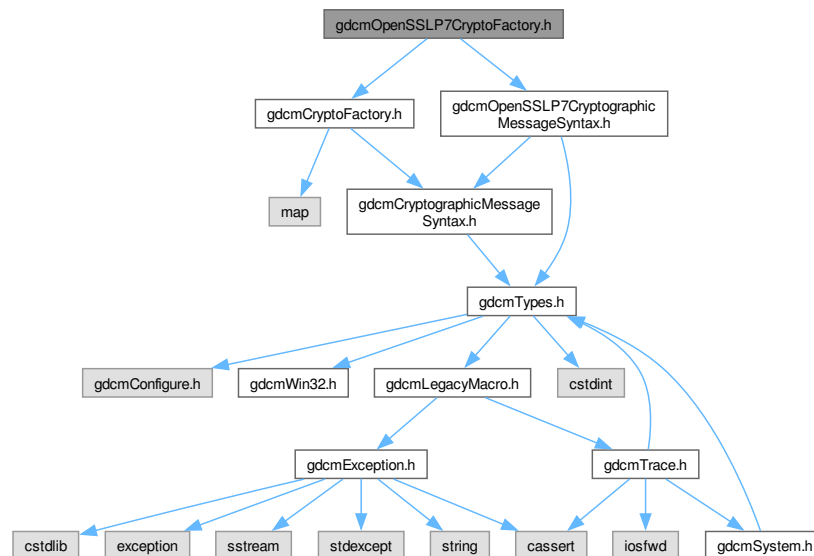 gdcmOpenSSLP7CryptoFactory.h
gdcmCryptoFactory.h
gdcmOpenSSLP7Cryptographic
MessageSyntax.h
map
gdcmCryptographicMessage
Syntax.h
gdcmTypes.h
gdcmConfigure.h
gdcmWin32.h
gdcmLegacyMacro.h
cstdint
gdcmException.h
gdcmTrace.h
cstdlib
exception
sstream
stdexcept
string
cassert
iosfwd
gdcmSystem.h